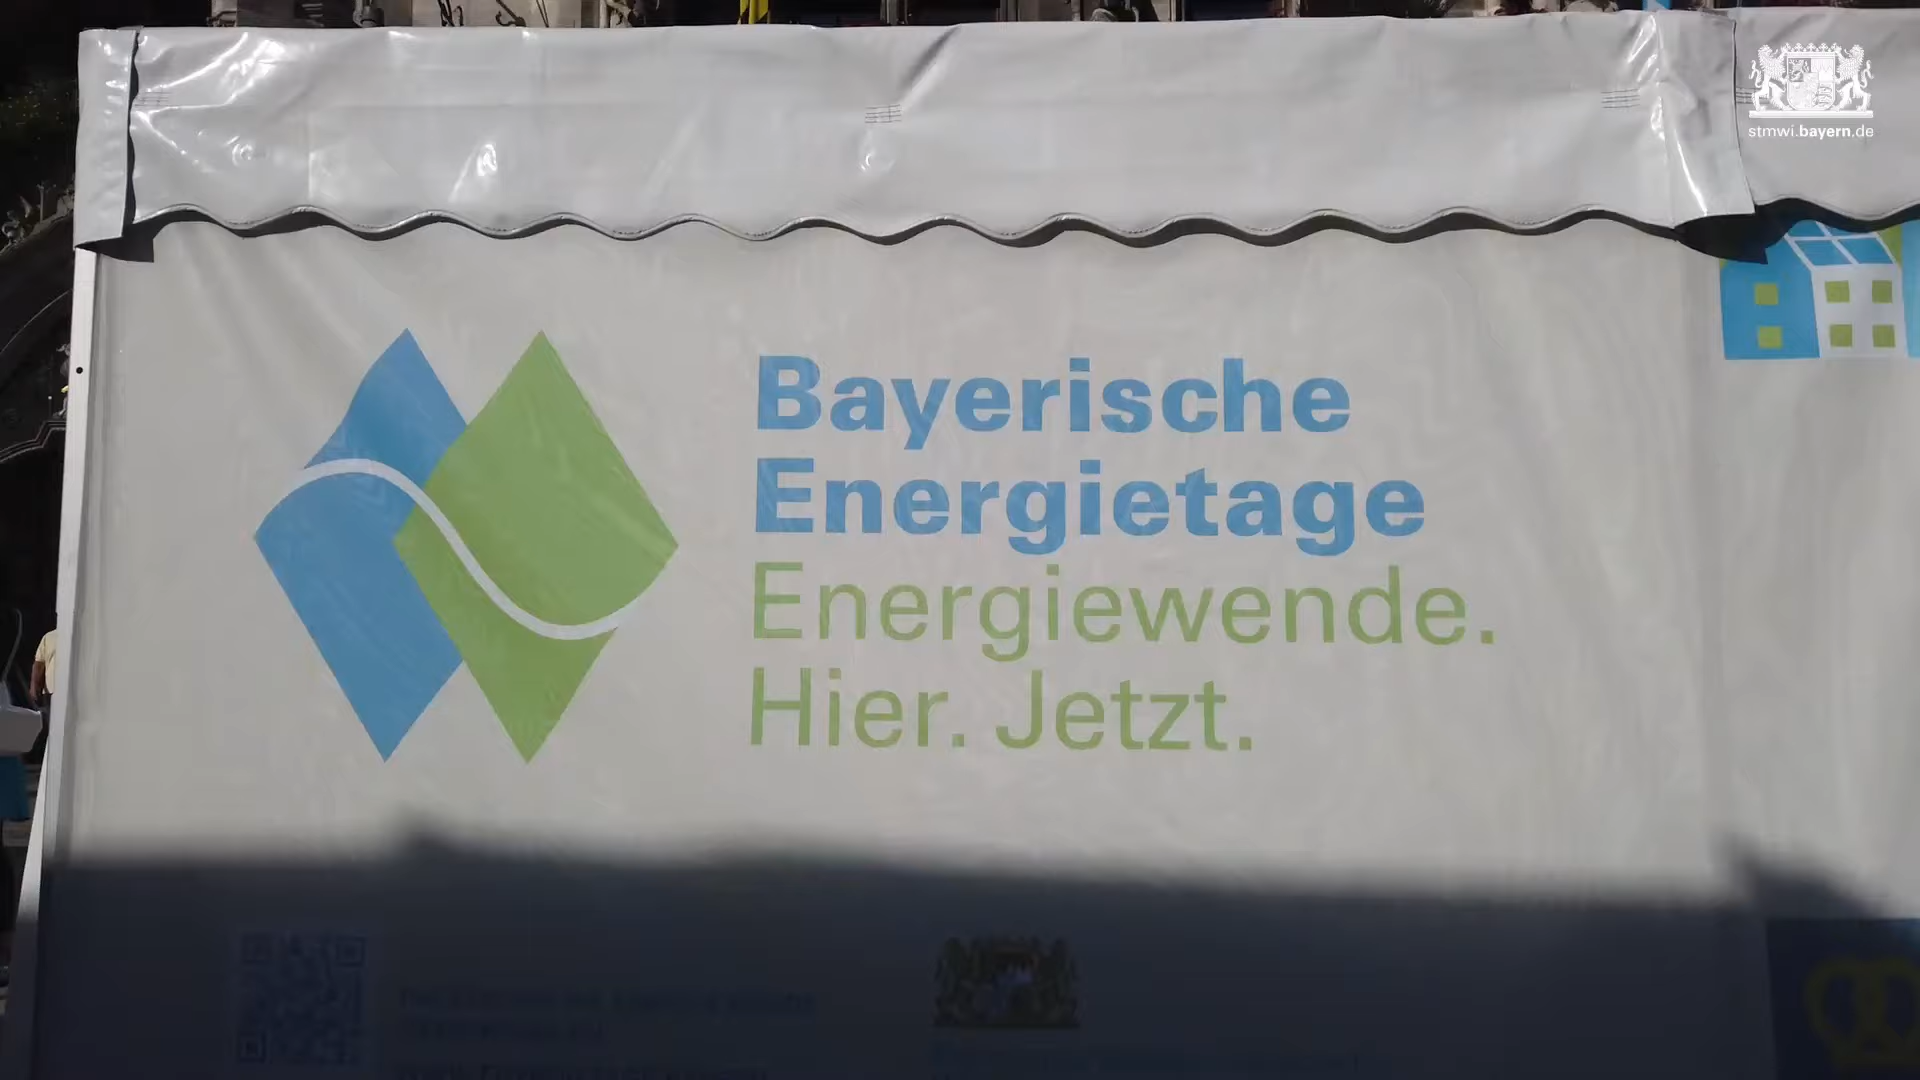 stmwi.bayern.de
Bayerische
Energietage
Energiewende.
Hier. Jetzt.